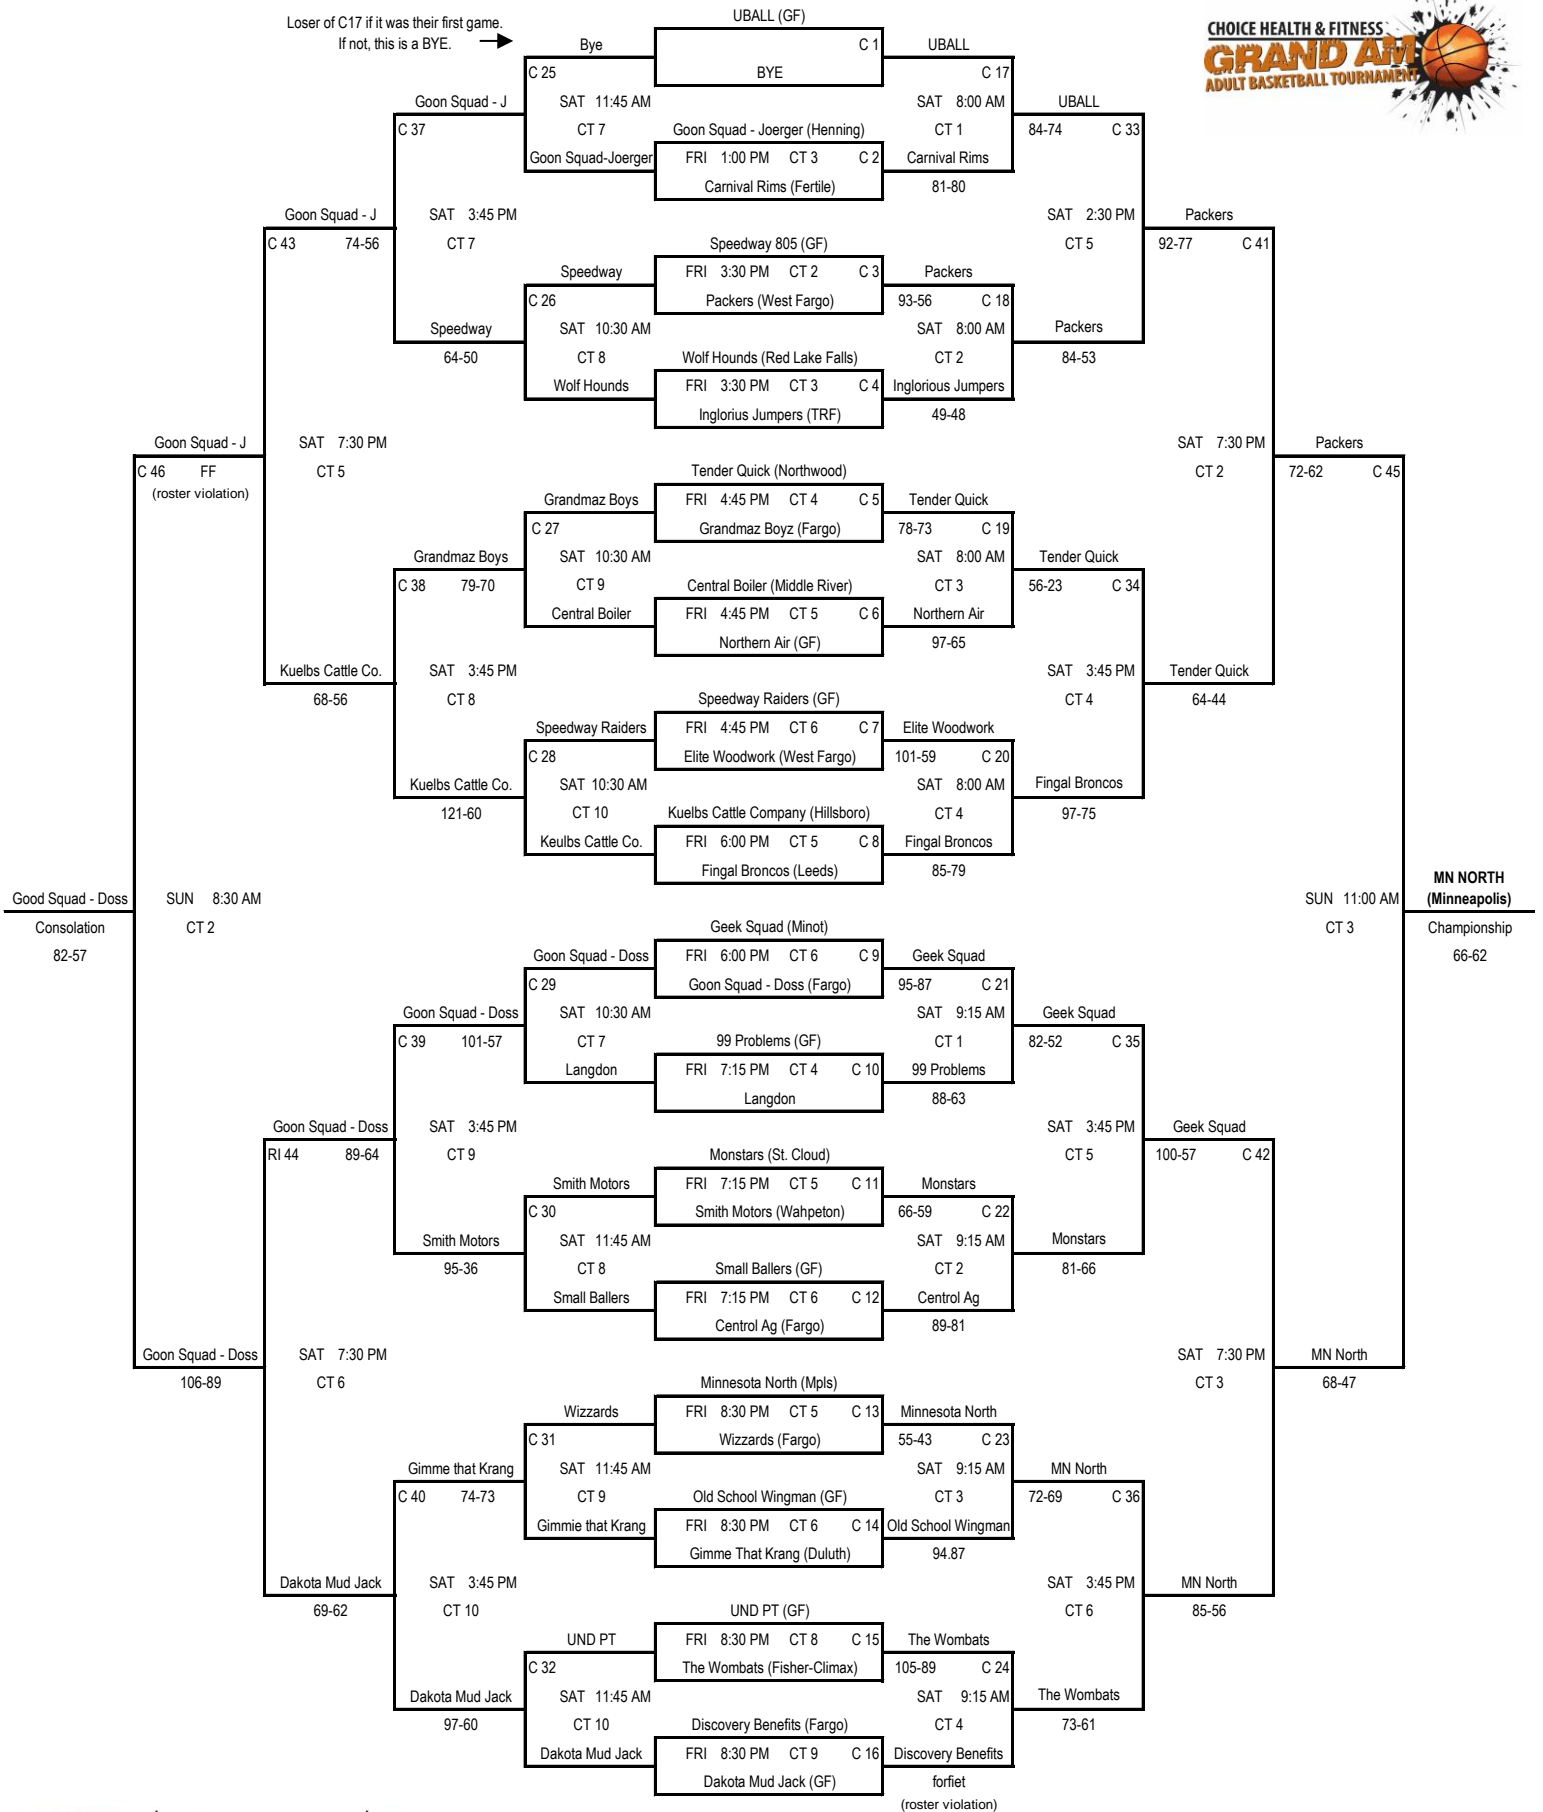 Loser of C17 if it was their first game.
If not, this is a BYE.
UBALL (GF)
CHOICE HEALTH & FITNESS
GRAND AM
ADULT BASKETBALL TOURNAMENT
Bye
C 1
UBALL
C 25
BYE
C 17
Goon Squad - J
SAT 11:45 AM
SAT 8:00 AM
UBALL
C 37
CT 7
Goon Squad - Joerger (Henning)
CT 1
84-74
C 33
Goon Squad-Joerger
FRI 1:00 PM CT 3 C 2
Carnival Rims
Carnival Rims (Fertile)
81-80
Goon Squad - J
SAT 3:45 PM
SAT 2:30 PM
Packers
C 43
74-56
CT 7
Speedway 805 (GF)
CT 5
92-77
C 41
Speedway
FRI 3:30 PM CT 2 C 3
Packers
C 26
Packers (West Fargo)
93-56
C 18
Speedway
SAT 10:30 AM
SAT 8:00 AM
Packers
64-50
CT 8
Wolf Hounds (Red Lake Falls)
CT 2
84-53
Wolf Hounds
FRI 3:30 PM CT 3 C 4
Inglorious Jumpers
Inglorius Jumpers (TRF)
49-48
Goon Squad - J
SAT 7:30 PM
SAT 7:30 PM
Packers
C 46
FF
CT 5
Tender Quick (Northwood)
CT 2
72-62
C 45
(roster violation)
Grandmaz Boys
FRI 4:45 PM CT 4 C 5
Tender Quick
C 27
Grandmaz Boyz (Fargo)
78-73
C 19
Grandmaz Boys
SAT 10:30 AM
SAT 8:00 AM
Tender Quick
C 38
79-70
CT 9
Central Boiler (Middle River)
CT 3
56-23
C 34
Central Boiler
FRI 4:45 PM CT 5 C 6
Northern Air
Northern Air (GF)
97-65
Kuelbs Cattle Co.
SAT 3:45 PM
SAT 3:45 PM
Tender Quick
68-56
CT 8
Speedway Raiders (GF)
CT 4
64-44
Speedway Raiders
FRI 4:45 PM CT 6 C 7
Elite Woodwork
C 28
Elite Woodwork (West Fargo)
101-59
C 20
Kuelbs Cattle Co.
SAT 10:30 AM
SAT 8:00 AM
Fingal Broncos
121-60
CT 10
Kuelbs Cattle Company (Hillsboro)
CT 4
97-75
Keulbs Cattle Co.
FRI 6:00 PM CT 5 C 8
Fingal Broncos
Fingal Broncos (Leeds)
85-79
MN NORTH
Good Squad - Doss
SUN 8:30 AM
SUN 11:00 AM
(Minneapolis)
Consolation
CT 2
Geek Squad (Minot)
CT 3
Championship
82-57
Goon Squad - Doss
FRI 6:00 PM CT 6 C 9
Geek Squad
66-62
C 29
Goon Squad - Doss (Fargo)
95-87
C 21
Goon Squad - Doss
SAT 10:30 AM
SAT 9:15 AM
Geek Squad
C 39
101-57
CT 7
99 Problems (GF)
CT 1
82-52
C 35
Langdon
FRI 7:15 PM CT 4 C 10
99 Problems
Langdon
88-63
Goon Squad - Doss
SAT 3:45 PM
SAT 3:45 PM
Geek Squad
RI 44
89-64
CT 9
Monstars (St. Cloud)
CT 5
100-57
C 42
Smith Motors
FRI 7:15 PM CT 5 C 11
Monstars
C 30
Smith Motors (Wahpeton)
66-59
C 22
Smith Motors
SAT 11:45 AM
SAT 9:15 AM
Monstars
95-36
CT 8
Small Ballers (GF)
CT 2
81-66
Small Ballers
FRI 7:15 PM CT 6 C 12
Centrol Ag
Centrol Ag (Fargo)
89-81
Goon Squad - Doss
SAT 7:30 PM
SAT 7:30 PM
MN North
106-89
CT 6
Minnesota North (Mpls)
CT 3
68-47
Wizzards
FRI 8:30 PM CT 5 C 13
Minnesota North
C 31
Wizzards (Fargo)
55-43
C 23
Gimme that Krang
SAT 11:45 AM
SAT 9:15 AM
MN North
C 40
74-73
CT 9
Old School Wingman (GF)
CT 3
72-69
C 36
Gimmie that Krang
FRI 8:30 PM CT 6 C 14
Old School Wingman
Gimme That Krang (Duluth)
94.87
Dakota Mud Jack
SAT 3:45 PM
SAT 3:45 PM
MN North
69-62
CT 10
UND PT (GF)
CT 6
85-56
UND PT
FRI 8:30 PM CT 8 C 15
The Wombats
C 32
The Wombats (Fisher-Climax)
105-89
C 24
Dakota Mud Jack
SAT 11:45 AM
SAT 9:15 AM
The Wombats
97-60
CT 10
Discovery Benefits (Fargo)
CT 4
73-61
Dakota Mud Jack
FRI 8:30 PM CT 9 C 16
Discovery Benefits
Dakota Mud Jack (GF)
forfiet
(roster violation)